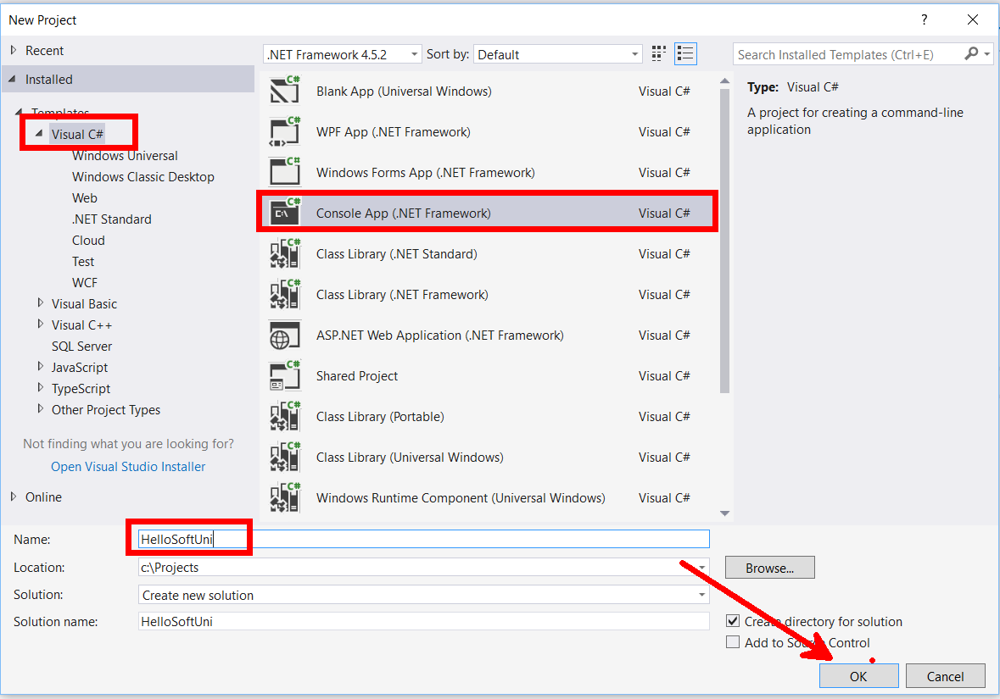 New Project
?
Recent
.NET Framework 4.5.2 Sort by: Default
Search Installed Templates (Ctrl+E)
Installed
Templates
Visual C#
Windows Universal
Windows Classic Desktop
Web
.NET Standard
Cloud
Test
WCF
Visual Basic
Visual C++
SQL Server
JavaScript
TypeScript
Other Project Types
Not finding what you are looking for?
Open Visual Studio Installer
Online
C# Blank App (Universal Windows) Visual C#
C# WPF App (.NET Framework) Visual C#
C# Windows Forms App (.NET Framework) Visual C#
C# C:\ Console App (.NET Framework) Visual C#
C# Class Library (.NET Standard) Visual C#
C# Class Library (.NET Framework) Visual C#
ASP.NET Web Application (.NET Framework) Visual C#
C# Shared Project Visual C#
C# Class Library (Portable) Visual C#
C# Class Library (Universal Windows) Visual C#
C# Windows Runtime Component (Universal Windows) Visual C#
Type: Visual C#
A project for creating a command-line
application
Name: HelloSoftUni
Location: c:\Projects
Browse...
Solution: Create new solution
Solution name: HelloSoftUni
Create directory for solution
Add to Source Control
OK Cancel